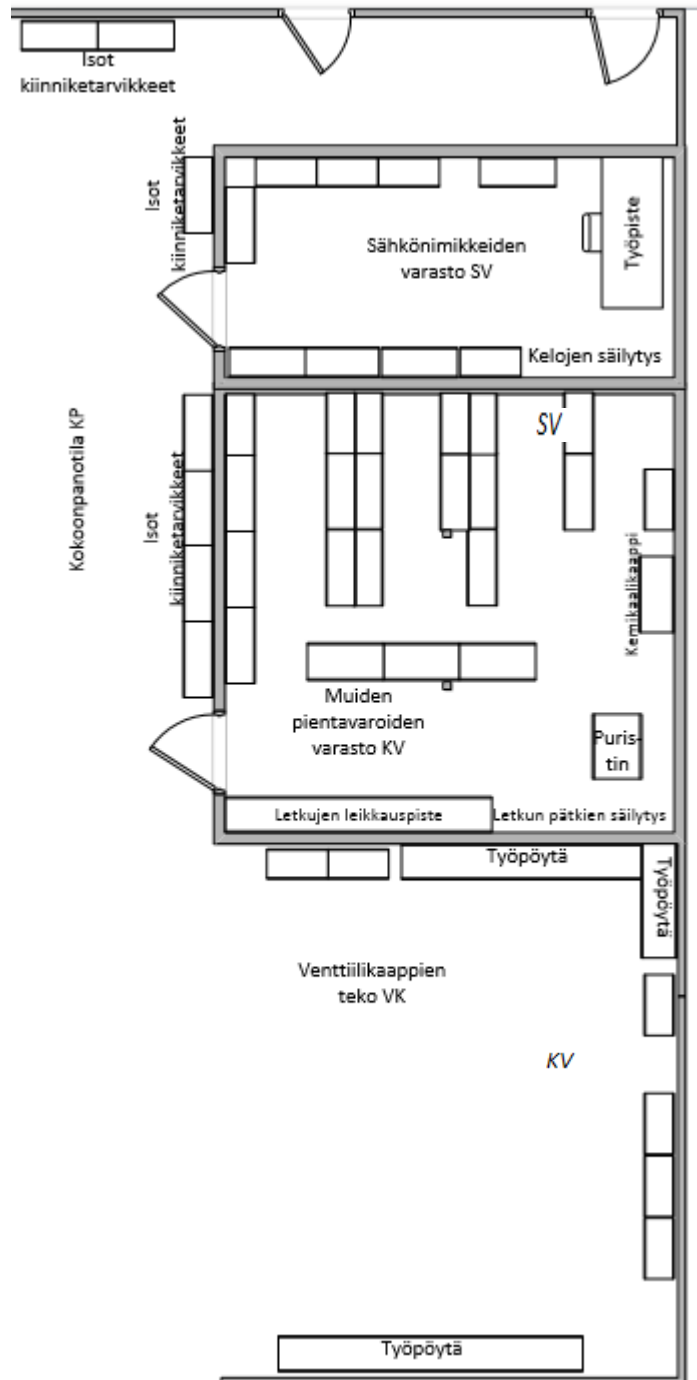 Isot
kiinniketarvikkeet
Isot
kiinniketarvikkeet
Sähkönimikkeiden
varasto SV
Työpiste
Kelojen säilytys
Kokoonpanotila KP
Isot
kiinniketarvikkeet
SV
Kemikaalikaappi
Muiden
pientavaroiden
varasto KV
Puris-
tin
Letkujen leikkauspiste
Letkun pätkien säilytys
Työpöytä
Työpöytä
Venttiilikaappien
teko VK
KV
Työpöytä